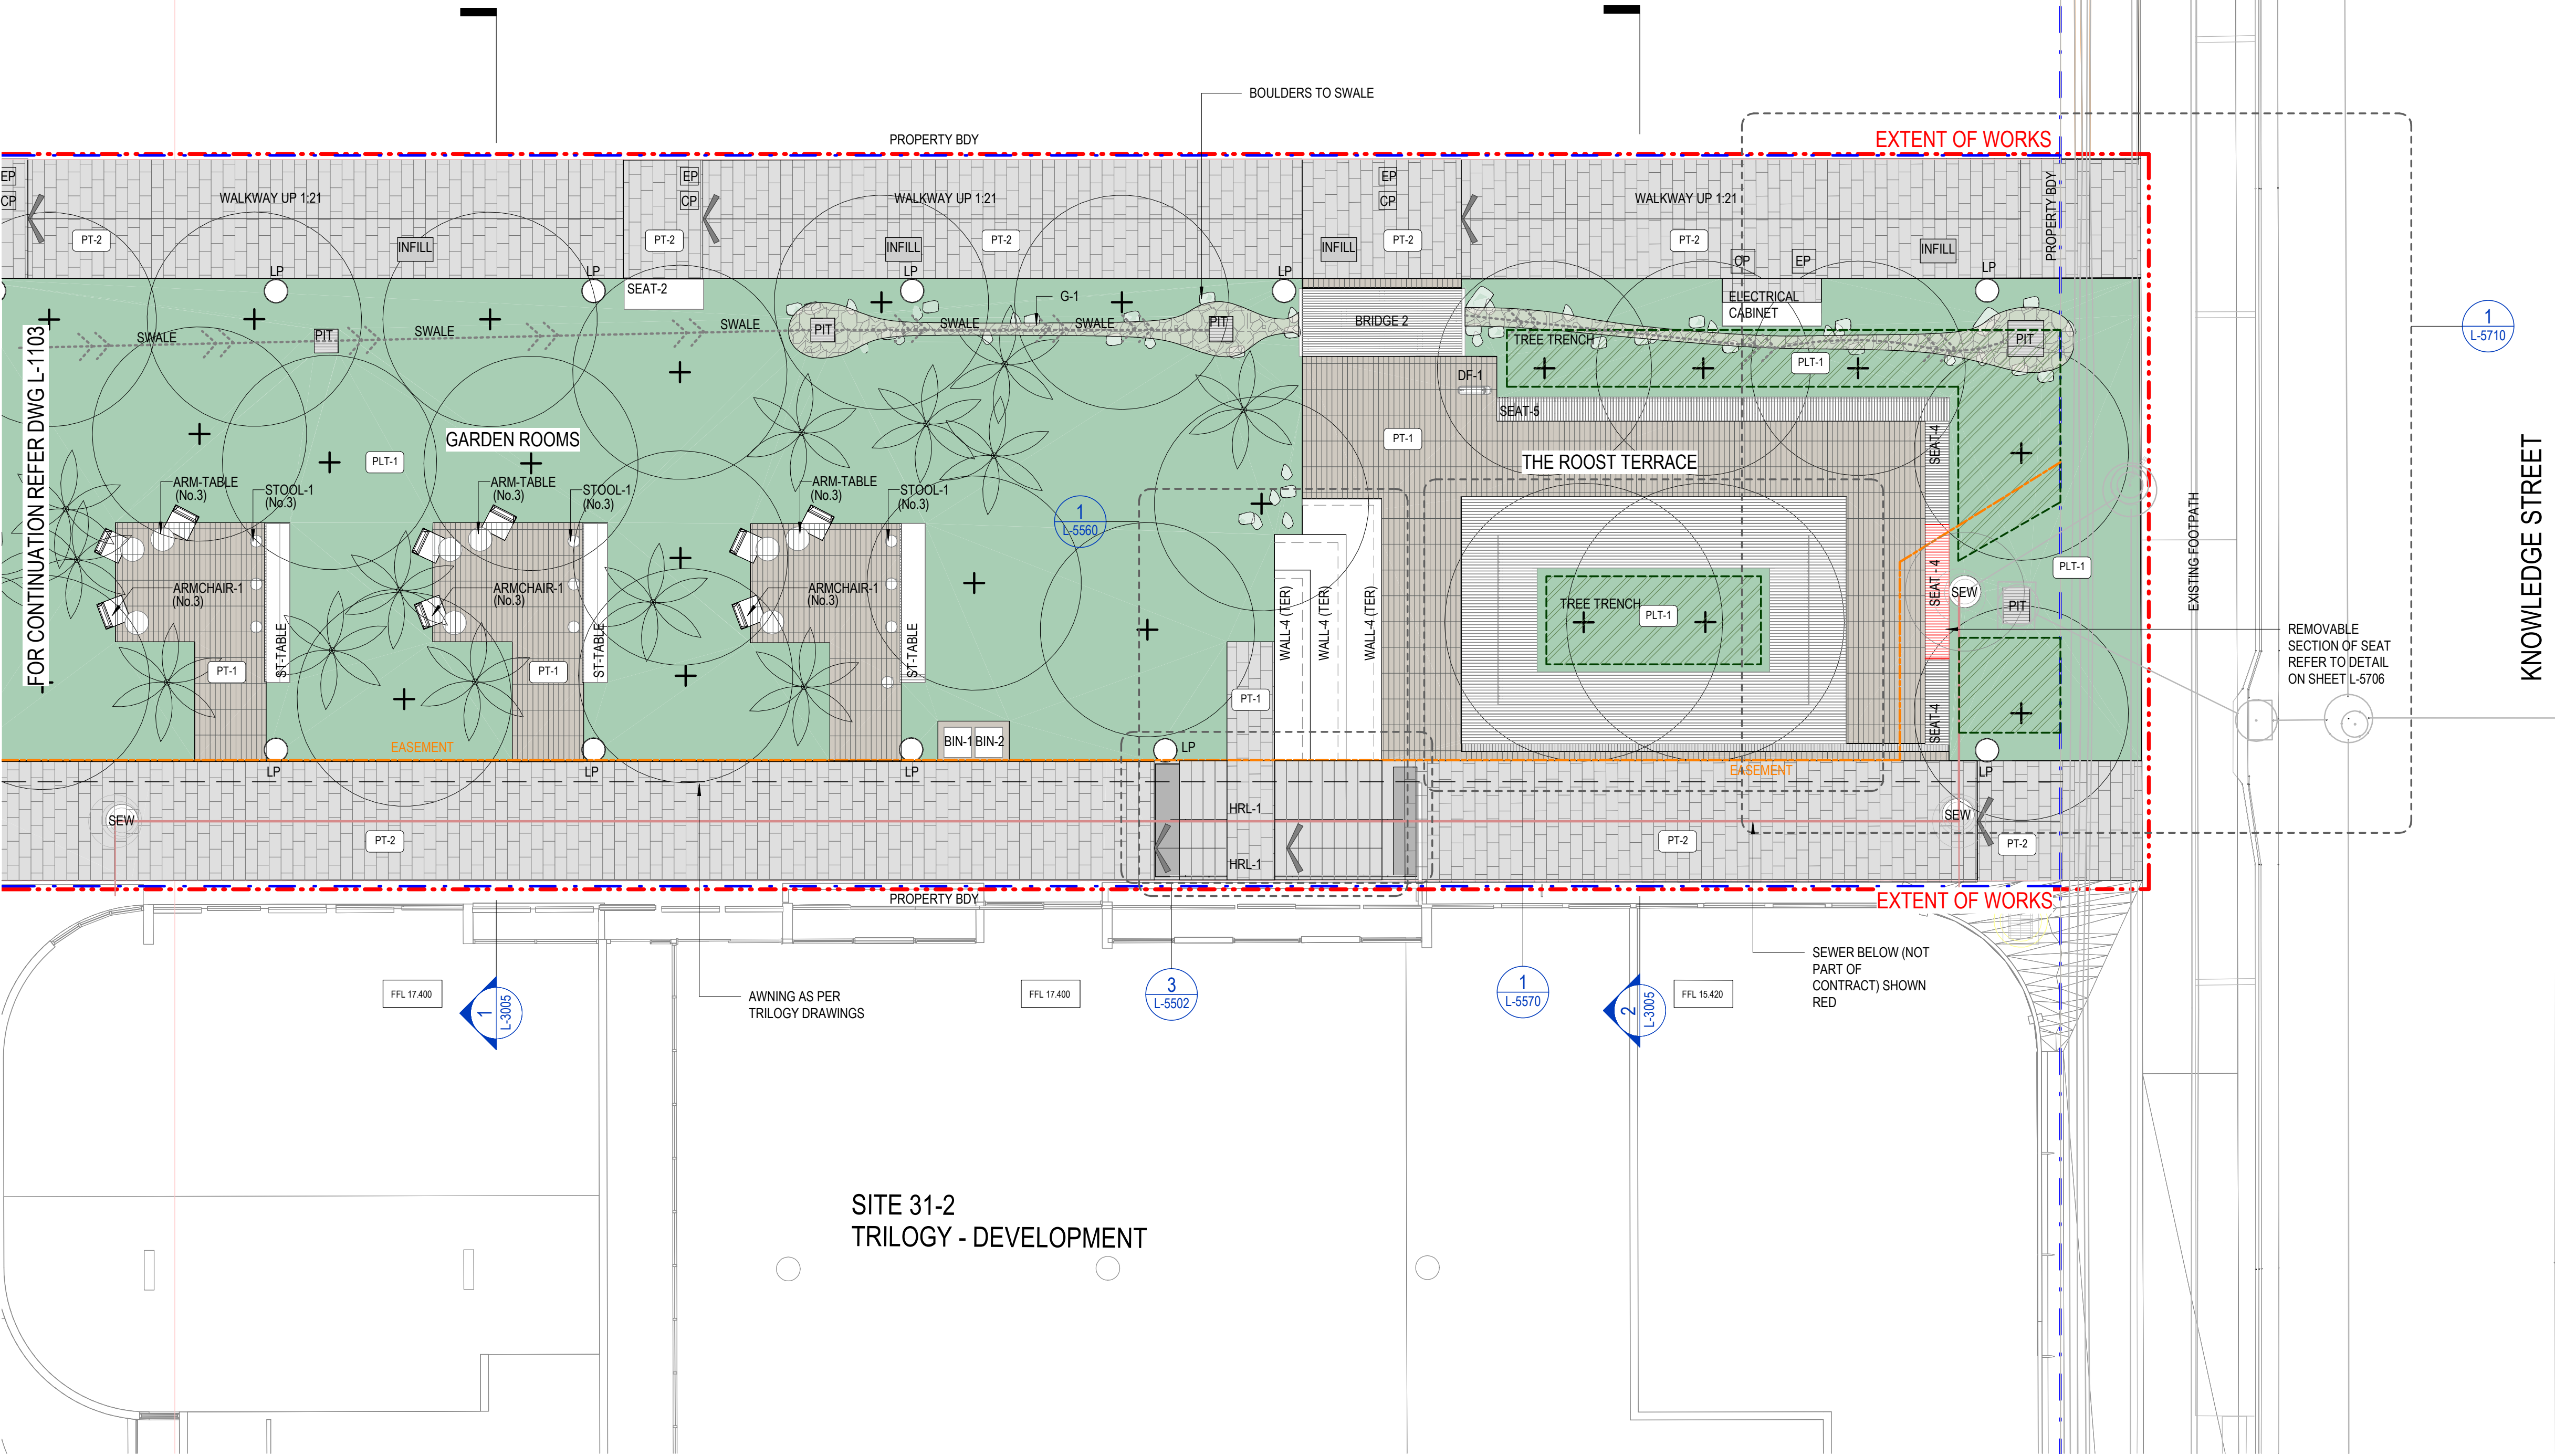 BOULDERS TO SWALE
PROPERTY BDY
EXTENT OF WORKS
EP
CP
WALKWAY UP 1:21
EP
CP
WALKWAY UP 1:21
EP
CP
WALKWAY UP 1:21
PROPERTY BDY
PT-2
INFILL
PT-2
INFILL
PT-2
INFILL
PT-2
PT-2
CP
EP
INFILL
LP
LP
LP
LP
LP
SEAT-2
G-1
ELECTRICAL
CABINET
1
L-5710
SWALE
PIT
SWALE
SWALE
PIT
SWALE
SWALE
PIT
BRIDGE 2
TREE TRENCH
PIT
PLT-1
FOR CONTINUATION REFER DWG L-1103
DF-1
SEAT-5
GARDEN ROOMS
PLT-1
PT-1
THE ROOST TERRACE
SEAT-4
ARM-TABLE
(No.3)
STOOL-1
(No.3)
ARM-TABLE
(No.3)
STOOL-1
(No.3)
ARM-TABLE
(No.3)
STOOL-1
(No.3)
1
L-5560
EXISTING FOOTPATH
KNOWLEDGE STREET
ARMCHAIR-1
(No.3)
ARMCHAIR-1
(No.3)
ARMCHAIR-1
(No.3)
PLT-1
SEAT - 4
SEW
PIT
TREE TRENCH
PLT-1
WALL-4 (TER)
WALL-4 (TER)
WALL-4 (TER)
ST-TABLE
ST-TABLE
ST-TABLE
REMOVABLE
SECTION OF SEAT
REFER TO DETAIL
ON SHEET L-5706
PT-1
PT-1
PT-1
SEAT-4
EASEMENT
BIN-1
BIN-2
LP
LP
LP
LP
EASEMENT
LP
SEW
PT-2
HRL-1
HRL-1
PT-2
SEW
PT-2
PROPERTY BDY
EXTENT OF WORKS
SEWER BELOW (NOT
PART OF
CONTRACT) SHOWN
RED
FFL 17.400
1
L-3005
AWNING AS PER
TRILOGY DRAWINGS
FFL 17.400
3
L-5502
1
L-5570
2
L-3005
FFL 15.420
SITE 31-2
TRILOGY - DEVELOPMENT